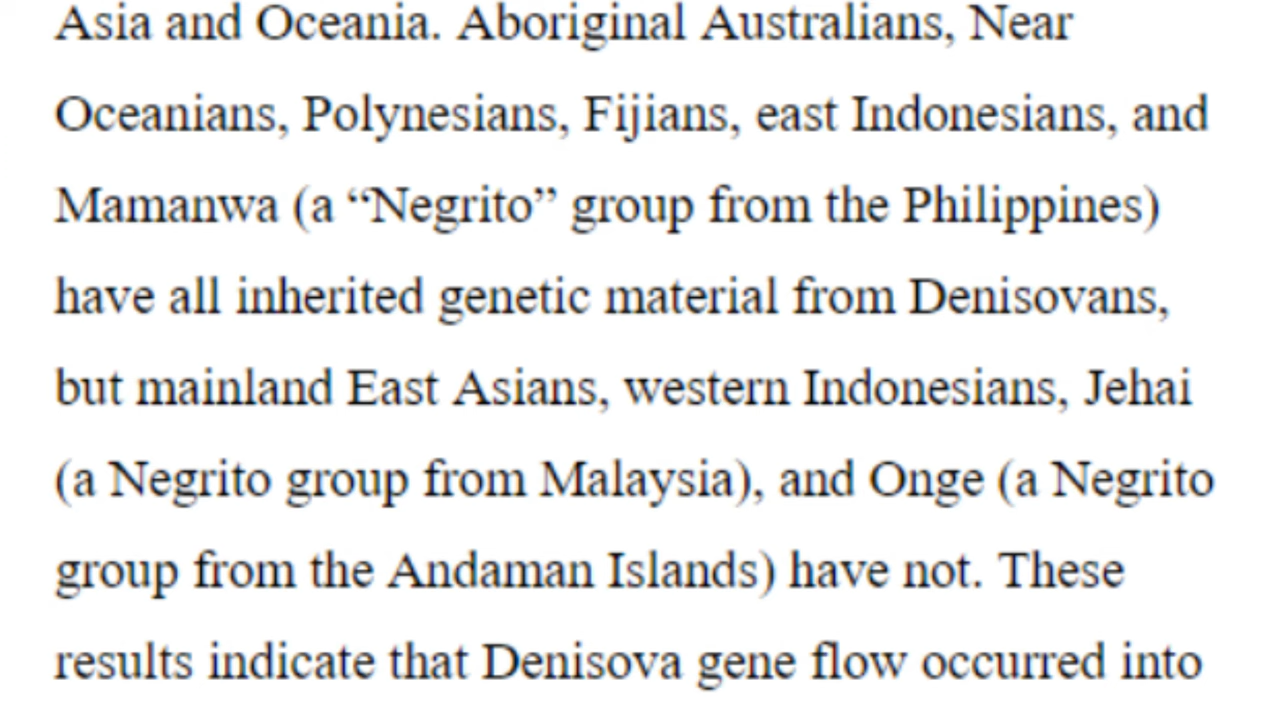 Asia and Oceania. Aboriginal Australians, Near
Oceanians, Polynesians, Fijians, east Indonesians, and
Mamanwa (a “Negrito” group from the Philippines)
have all inherited genetic material from Denisovans,
but mainland East Asians, western Indonesians, Jehai
(a Negrito group from Malaysia), and Onge (a Negrito
group from the Andaman Islands) have not. These
results indicate that Denisova gene flow occurred into